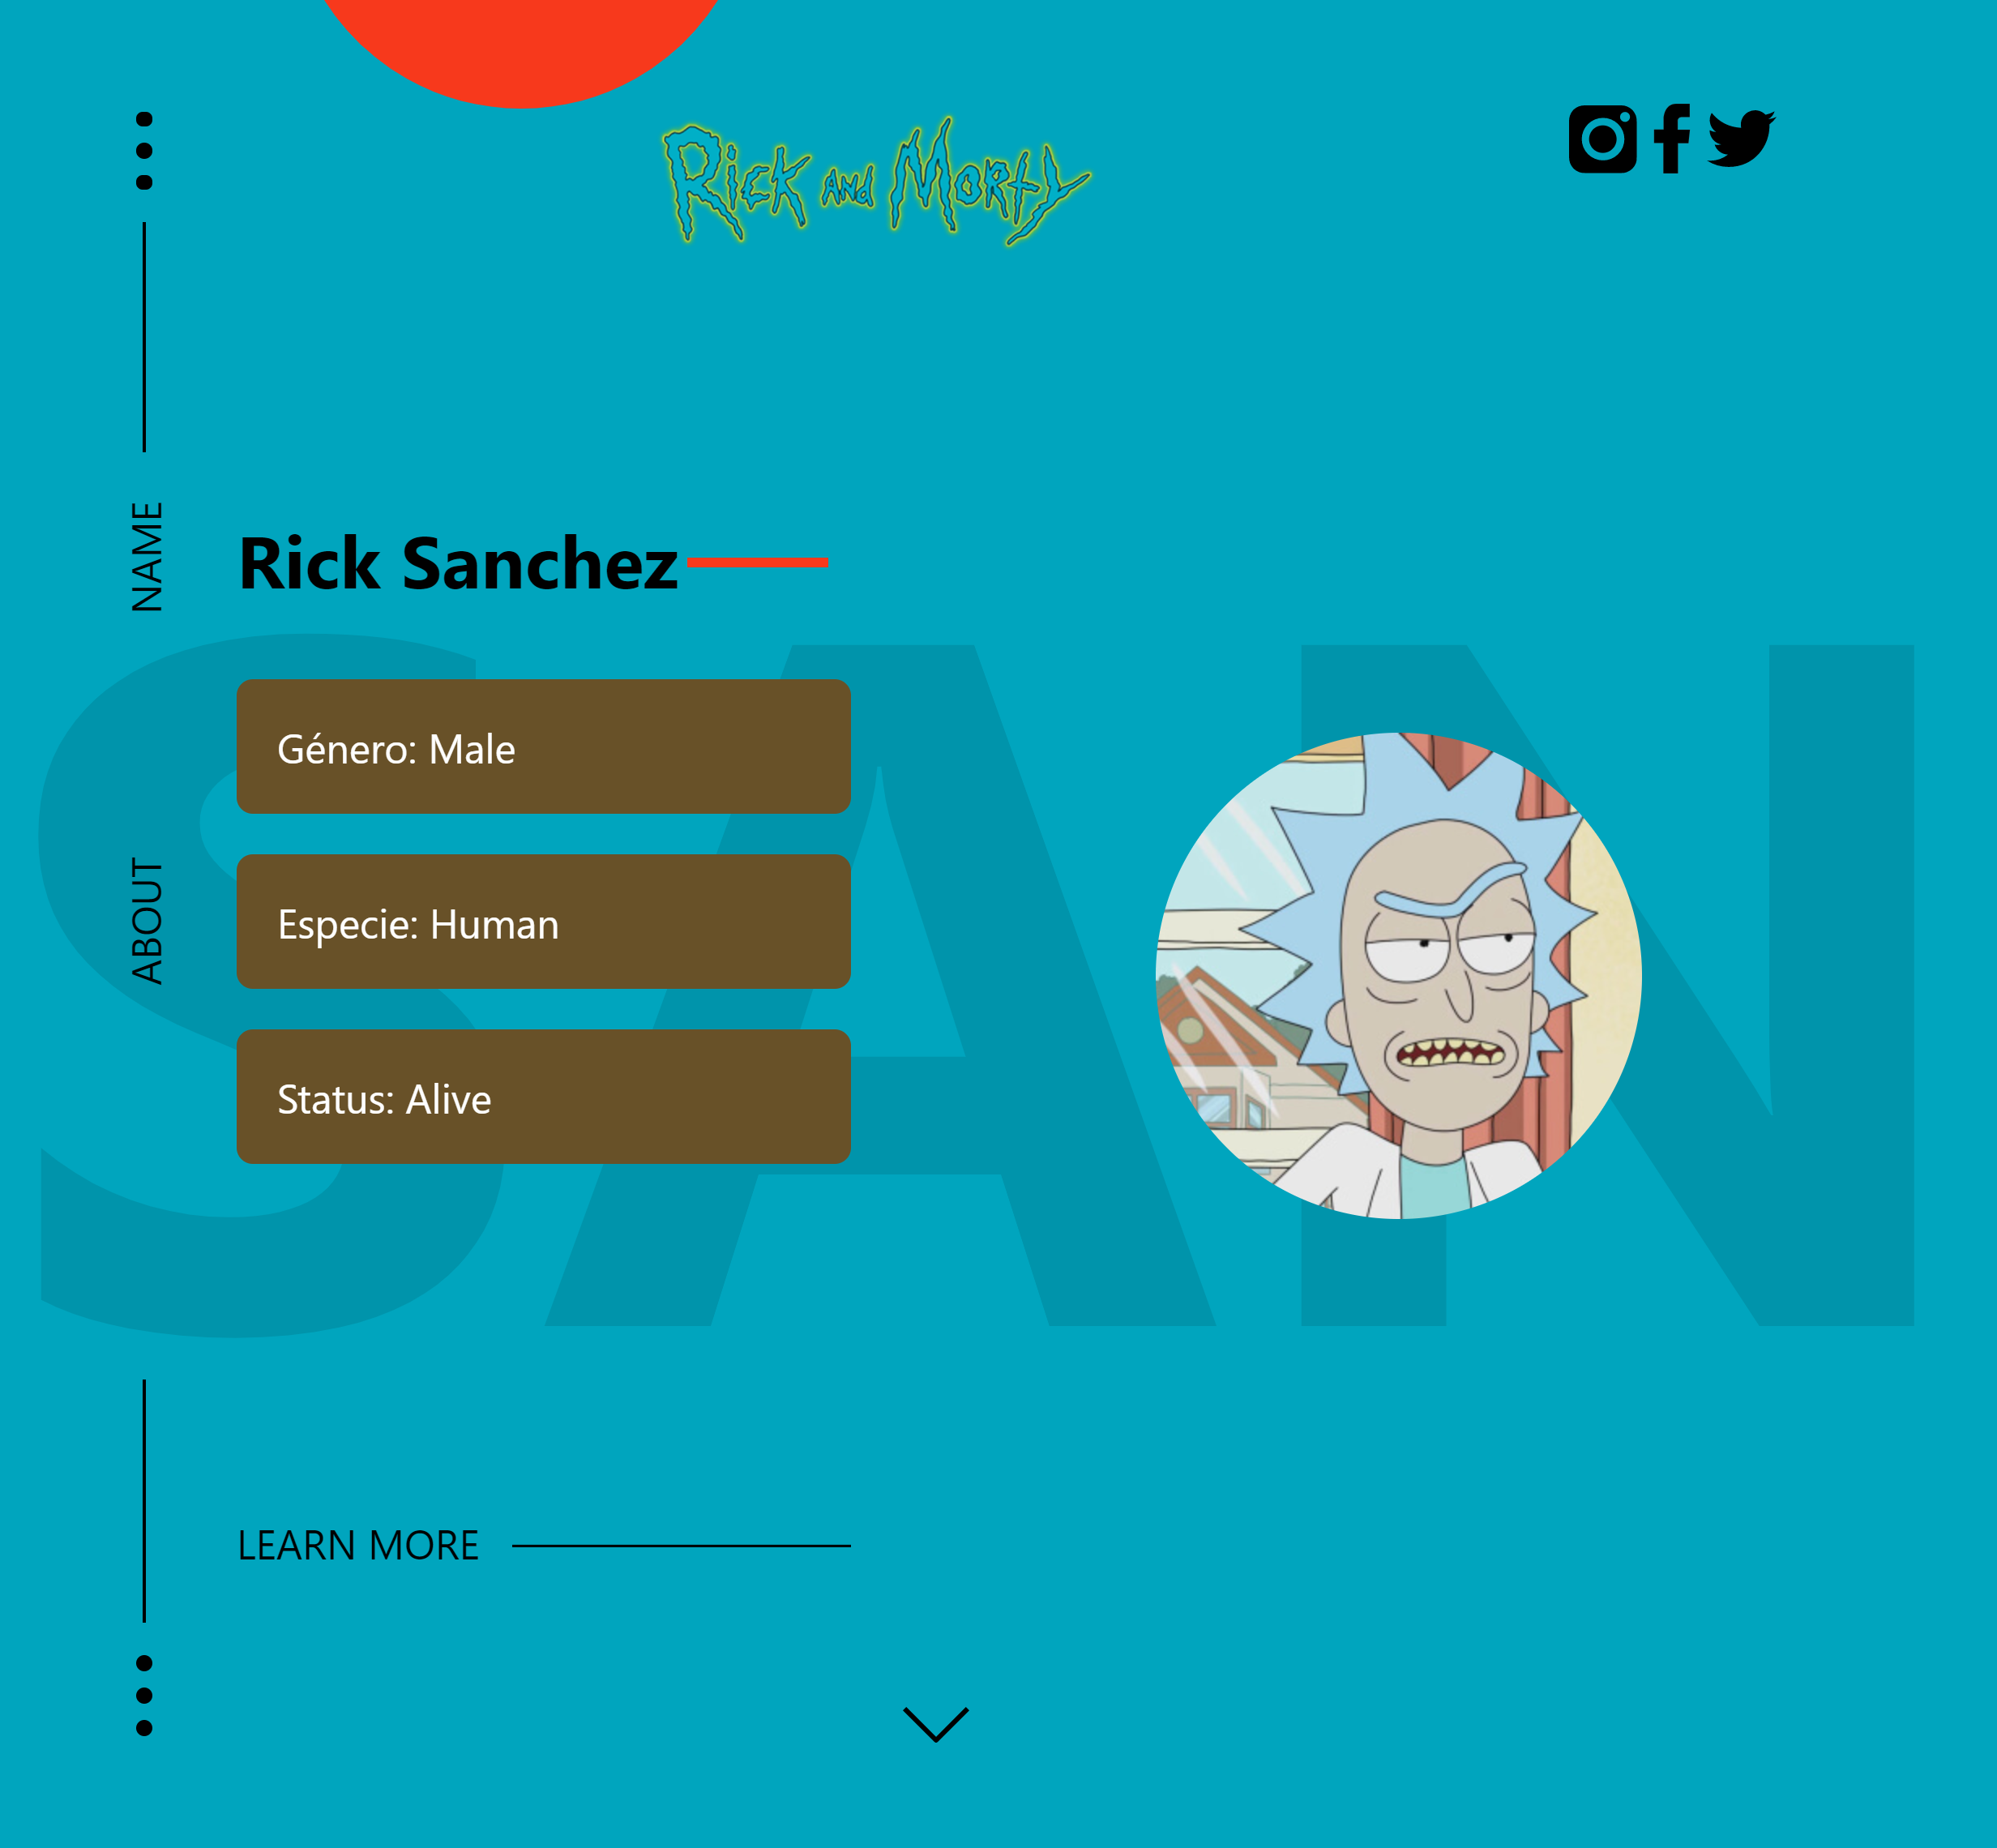 Rick and Morty
NAME
Rick Sanchez
SAN
Género: Male
ABOUT
Especie: Human
Status: Alive
LEARN MORE